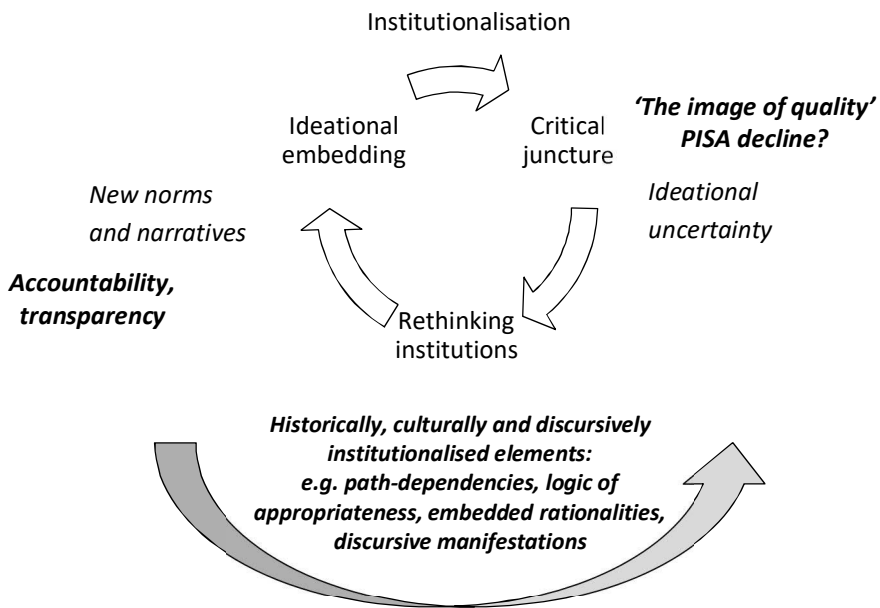 Institutionalisation
Ideational
embedding
Critical
juncture
‘The image of quality’
PISA decline?
New norms
and narratives
Ideational
uncertainty
Accountability,
transparency
Rethinking
institutions
Historically, culturally and discursively
institutionalised elements:
e.g. path-dependencies, logic of
appropriateness, embedded rationalities,
discursive manifestations